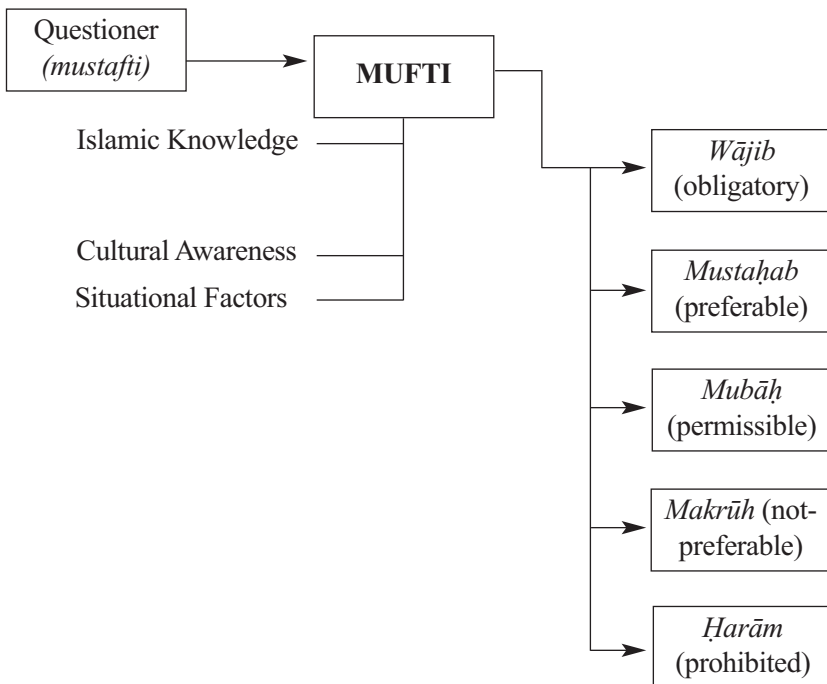 Questioner
(mustafti)
MUFTI
Islamic Knowledge
Cultural Awareness
Situational Factors
Wājib
(obligatory)
Mustaḥab
(preferable)
Mubāḥ
(permissible)
Makrūh (not-
preferable)
Ḥarām
(prohibited)